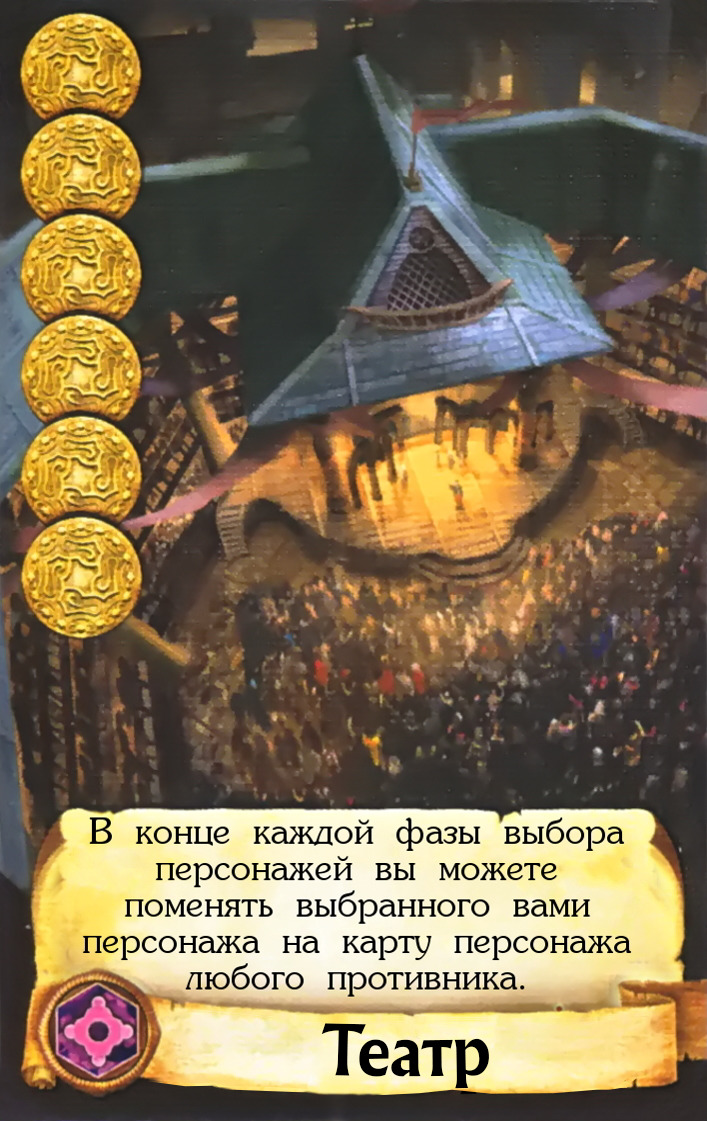 В конце каждой фазы выбора
персонажей вы можете
поменять выбранного вами
персонажа на карту персонажа
любого противника.
Театр